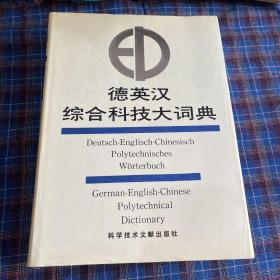 德英汉
综合科技大词典
Deutsch-Englisch-Chinesisch
Polytechnisches
Wörterbuch
German-English-Chinese
Polytechnical
Dictionary
科学技术文献出版社